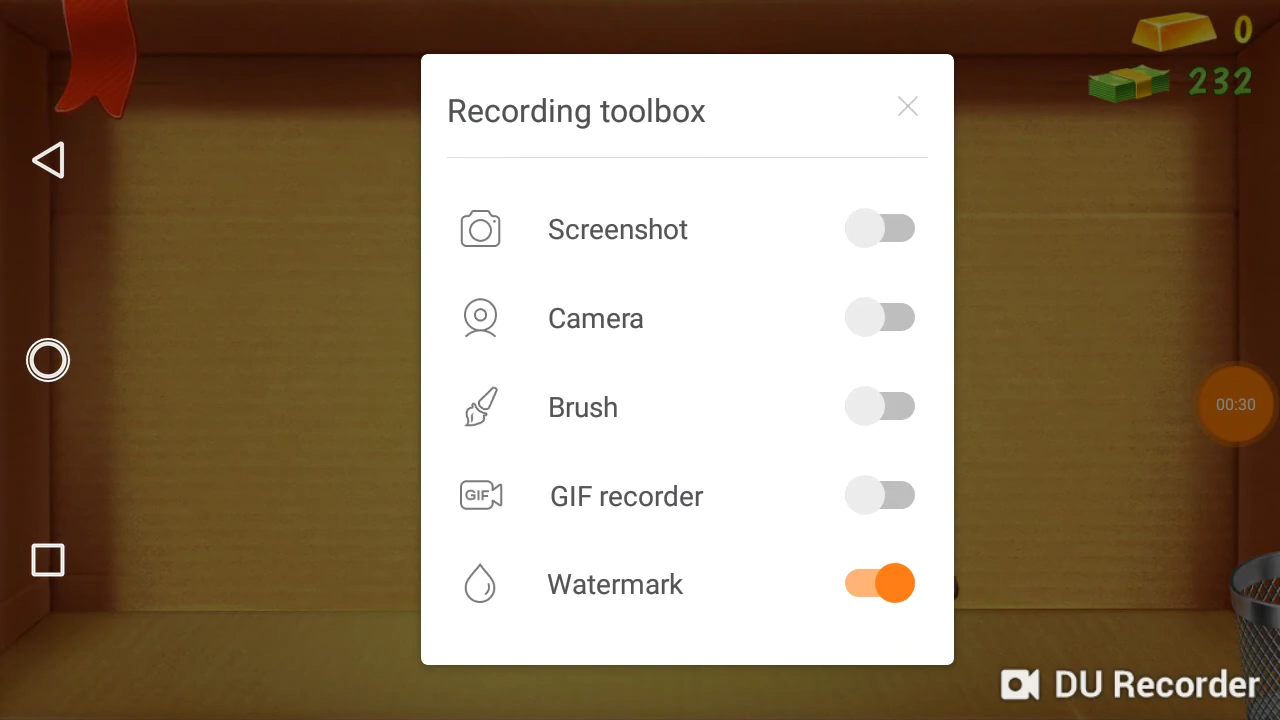 0
232
Recording toolbox
Screenshot
Camera
00:30
Brush
GIF
GIF recorder
Watermark
DU Recorder